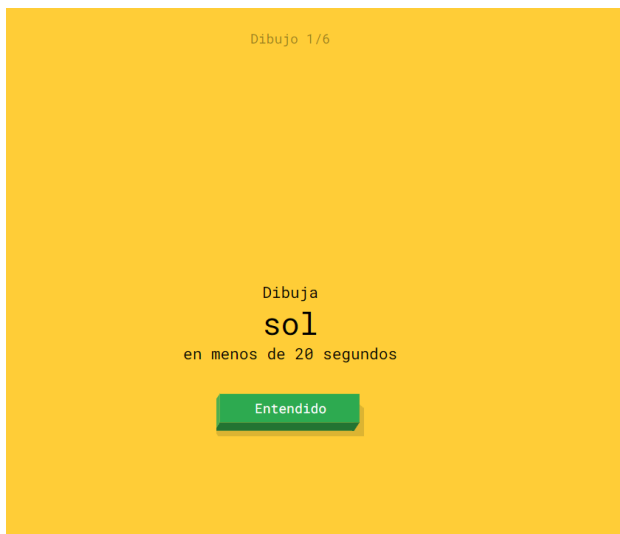 Dibujo 1/6
Dibuja
sol
en menos de 20 segundos
Entendido